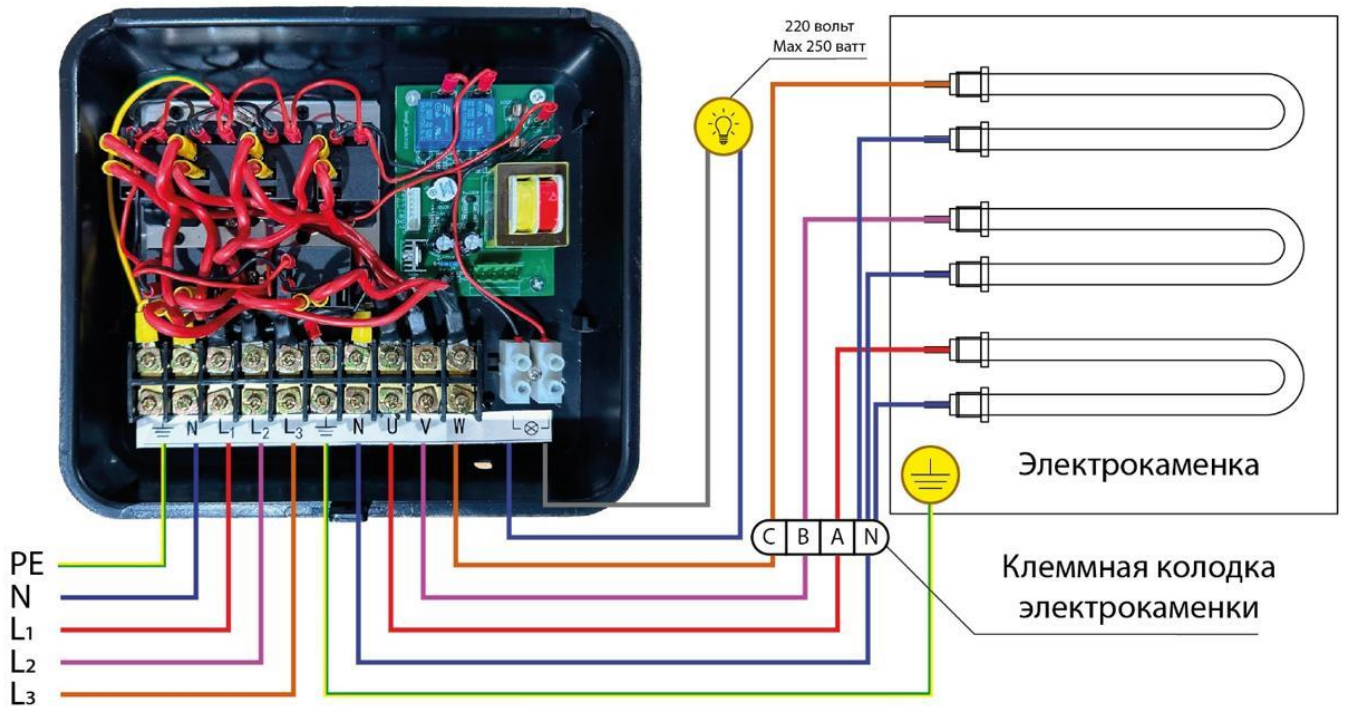 220 вольт
Max 250 ватт
N L1 L2 L3 N U V W
Электрокаменка
C B A N
Клеммная колодка
электрокаменки
PE
N
L1
L2
L3